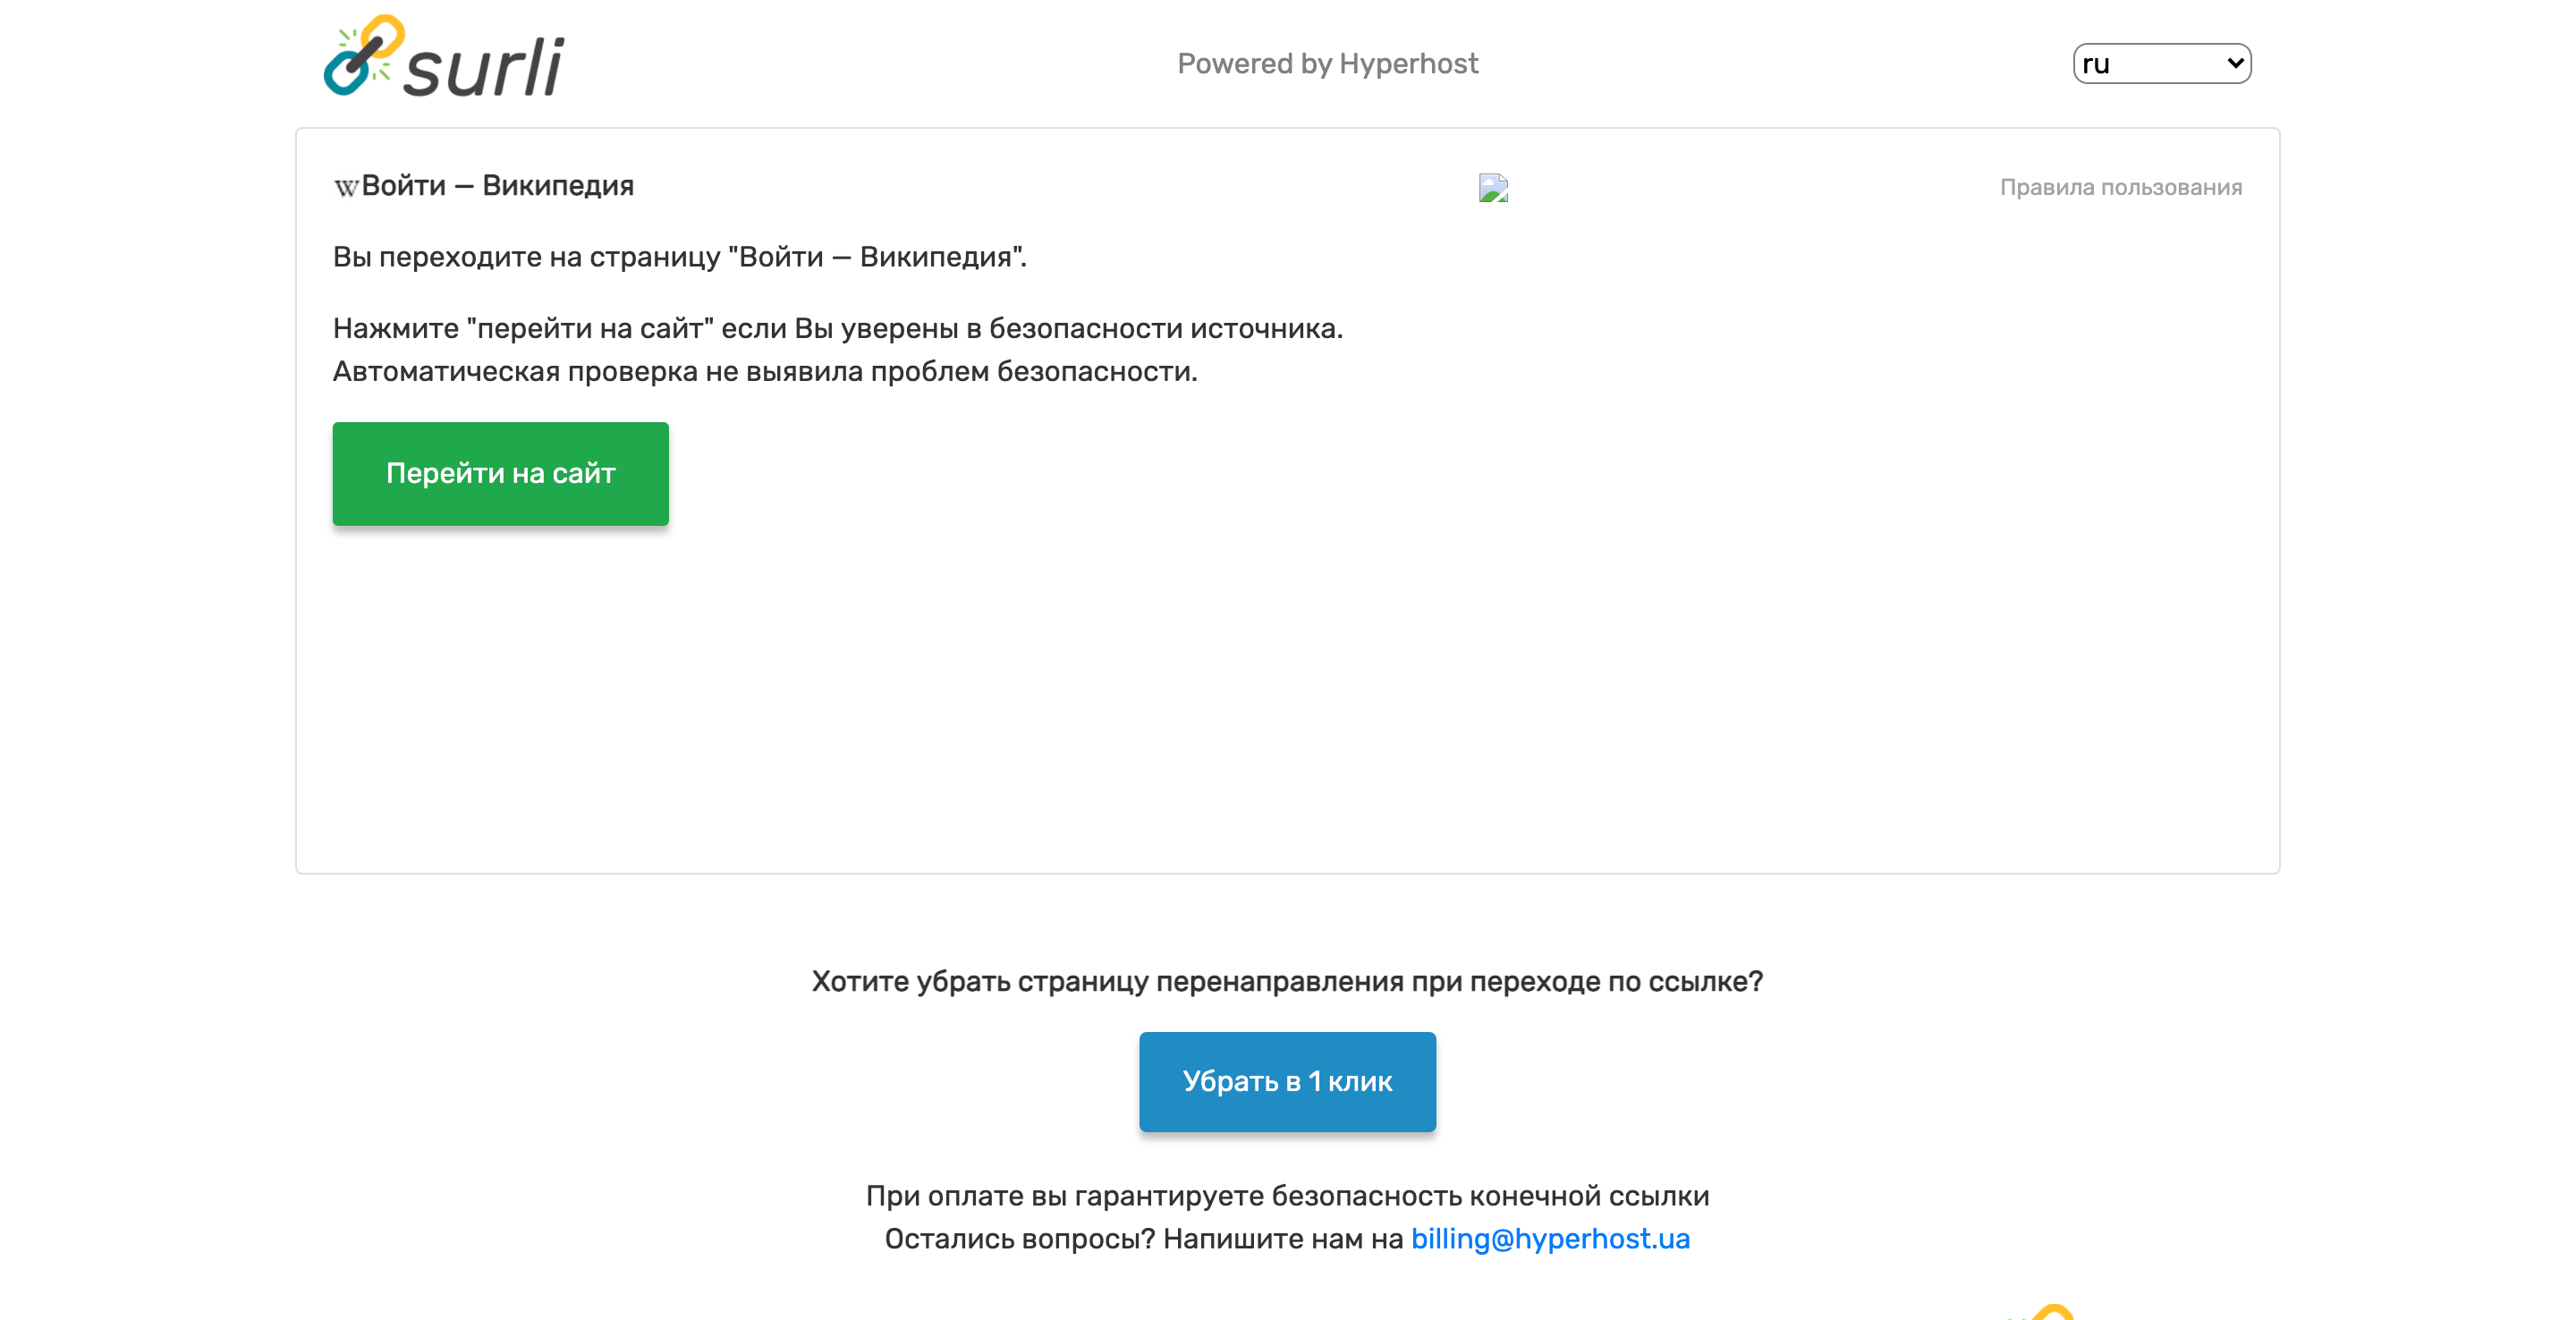 surli
Powered by Hyperhost
ru
Войти — Википедия
Правила пользования
Вы переходите на страницу "Войти — Википедия".
Нажмите "перейти на сайт" если Вы уверены в безопасности источника.
Автоматическая проверка не выявила проблем безопасности.
Перейти на сайт
Хотите убрать страницу перенаправления при переходе по ссылке?
Убрать в 1 клик
При оплате вы гарантируете безопасность конечной ссылки
Остались вопросы? Напишите нам на billing@hyperhost.ua